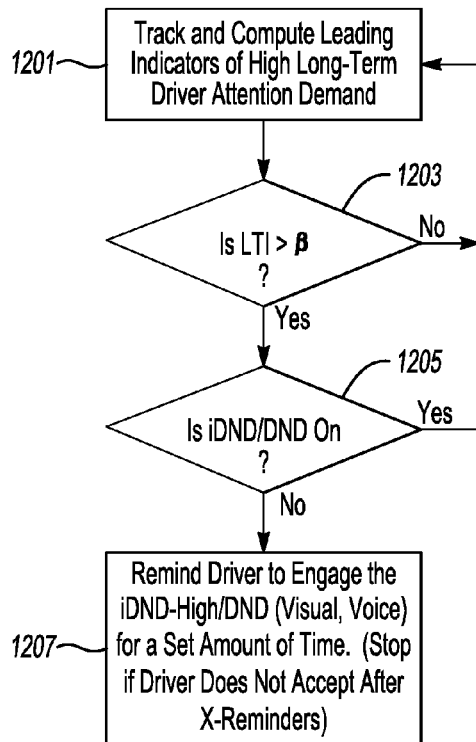 1201
Track and Compute Leading
Indicators of High Long-Term
Driver Attention Demand
1203
Is LTI > β
?
No
Yes
1205
Is iDND/DND On
?
Yes
No
1207
Remind Driver to Engage the
iDND-High/DND (Visual, Voice)
for a Set Amount of Time. (Stop
if Driver Does Not Accept After
X-Reminders)